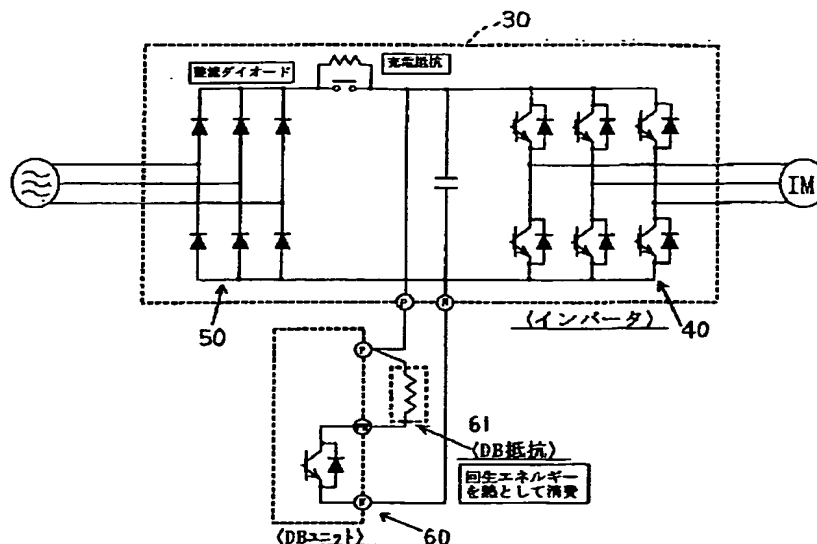 30
整流ダイオード
充電抵抗
IM
50
P
N
〈インバータ〉
40
P
61
〈DB抵抗〉
回生エネルギー
を熱として消費
N
60
〈DBユニット〉